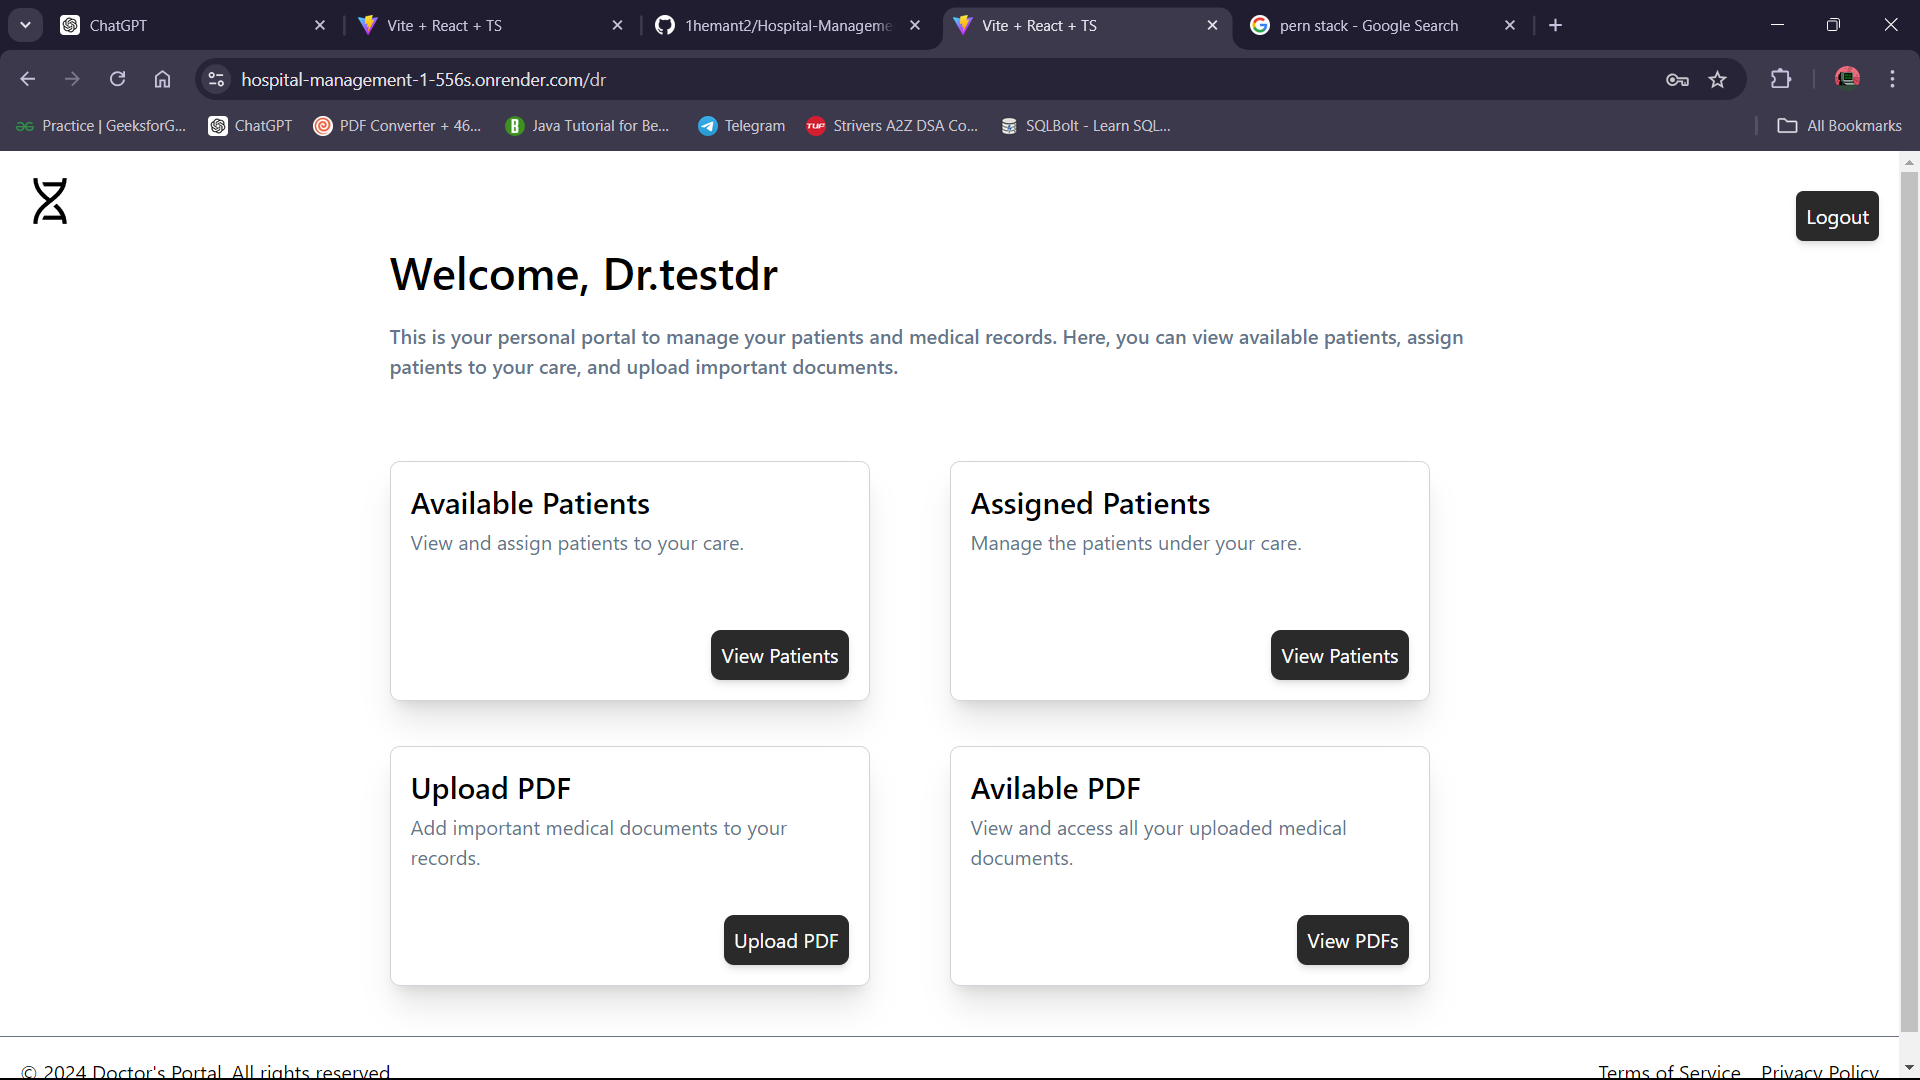 ChatGPT
Vite + React + TS
1hemant2/Hospital-Manageme
Vite + React + TS
pern stack - Google Search
hospital-management-1-556s.onrender.com/dr
Practice | GeeksforG...
ChatGPT
PDF Converter + 46...
Java Tutorial for Be...
Telegram
TUF
Strivers A2Z DSA Co...
SQLBolt - Learn SQL...
All Bookmarks
Logout
Welcome, Dr.testdr
This is your personal portal to manage your patients and medical records. Here, you can view available patients, assign
patients to your care, and upload important documents.
Available Patients
View and assign patients to your care.
View Patients
Assigned Patients
Manage the patients under your care.
View Patients
Upload PDF
Add important medical documents to your
records.
Upload PDF
Avilable PDF
View and access all your uploaded medical
documents.
View PDFs
© 2024 Doctor's Portal. All rights reserved
Terms of Service
Privacy Policy